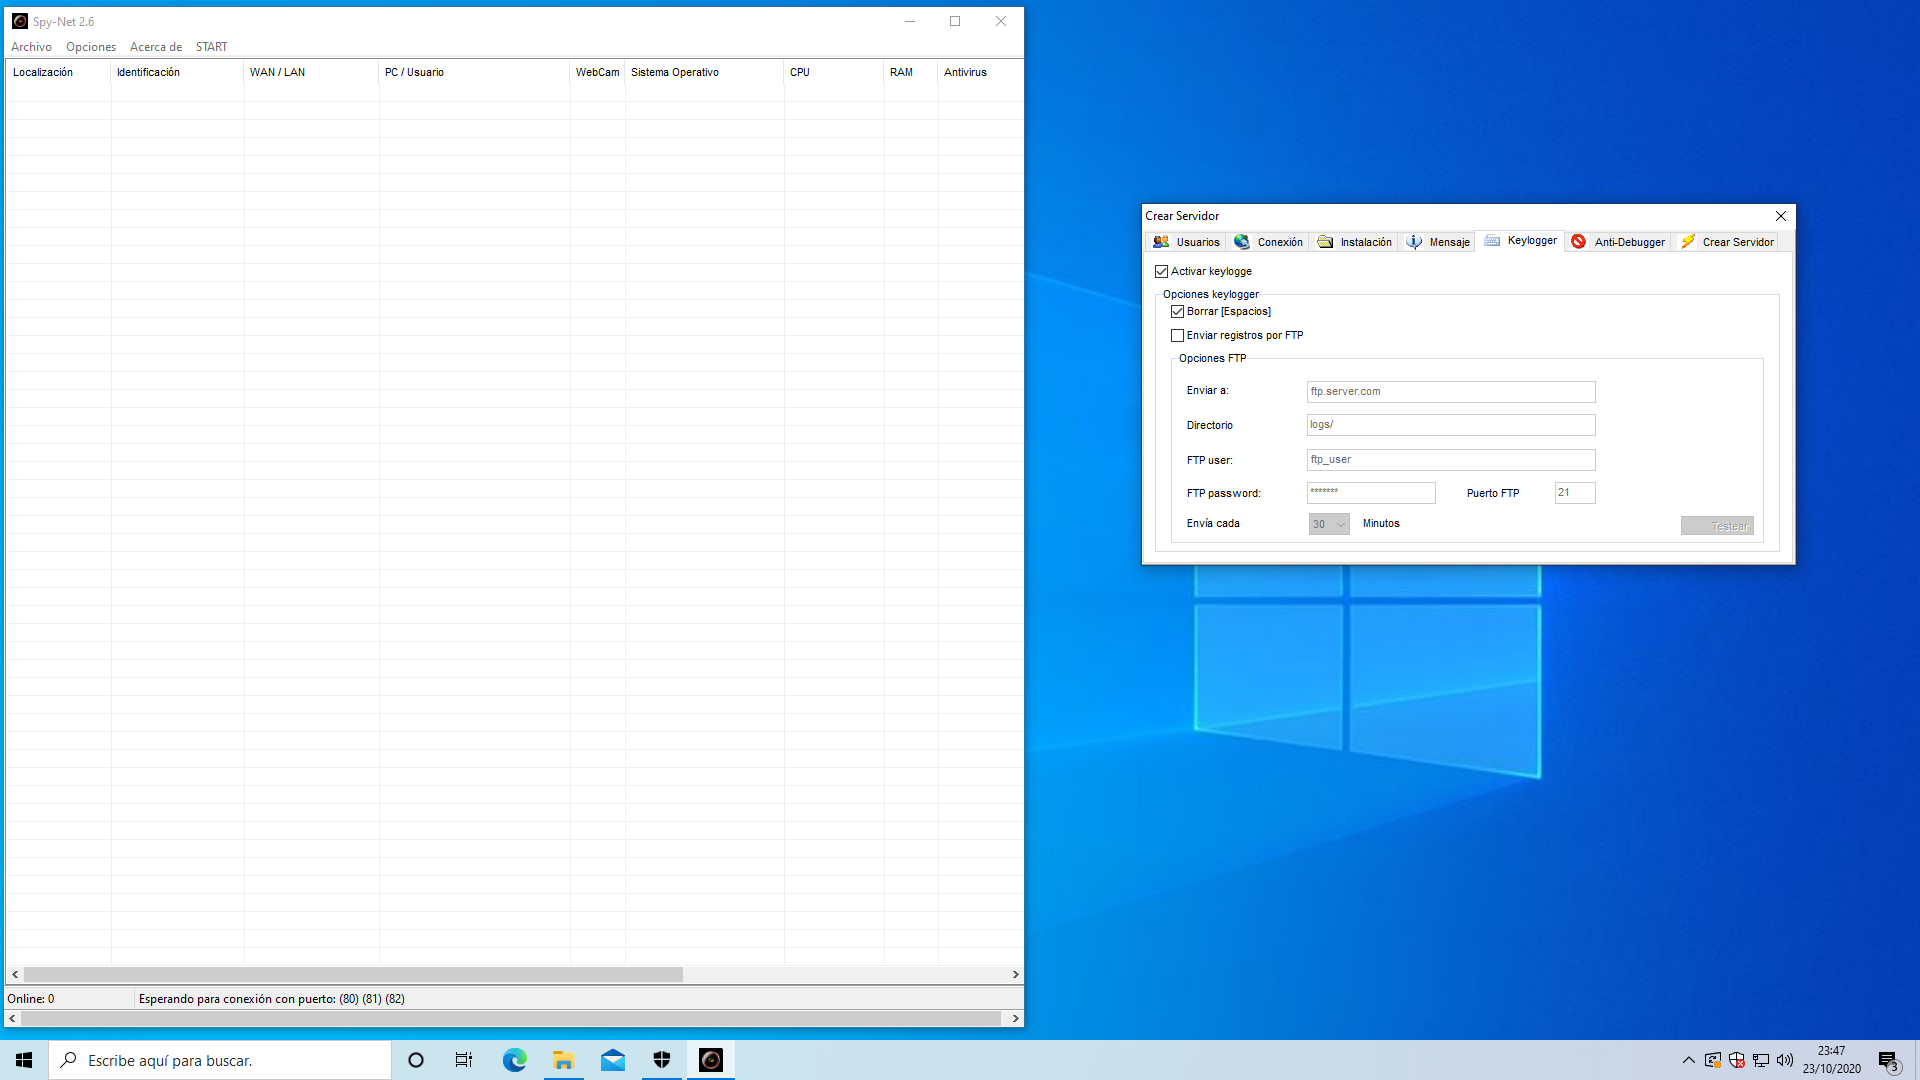 Spy-Net 2.6
Archivo Opciones Acerca de START
Localización Identificación WAN / LAN PC / Usuario WebCam Sistema Operativo CPU RAM Antivirus
Online: 0 Esperando para conexión con puerto: (80) (81) (82)
Crear Servidor
Usuarios Conexión Instalación Mensaje Keylogger Anti-Debugger Crear Servidor
Activar keylogge
Opciones keylogger
Borrar [Espacios]
Enviar registros por FTP
Opciones FTP
Enviar a: ftp.server.com
Directorio logs/
FTP user: ftp_user
FTP password: ******* Puerto FTP 21
Envía cada 30 Minutos Testear
Escribe aquí para buscar.
23:47
23/10/2020
3